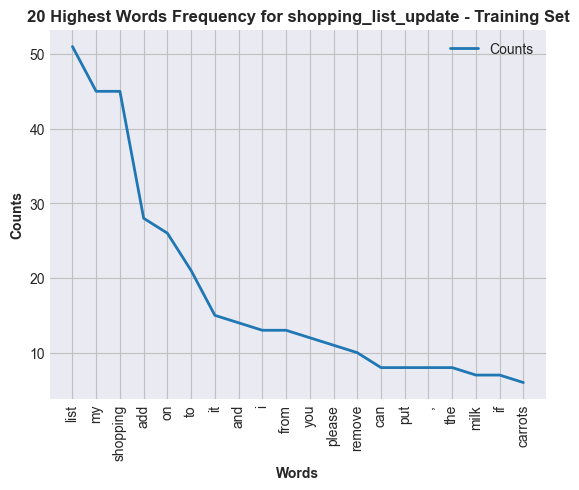 20 Highest Words Frequency for shopping_list_update - Training Set
Counts
Counts
50
40
30
20
10
list
my
shopping
add
on
to
it
and
i
from
you
please
remove
can
put
,
the
milk
if
carrots
Words